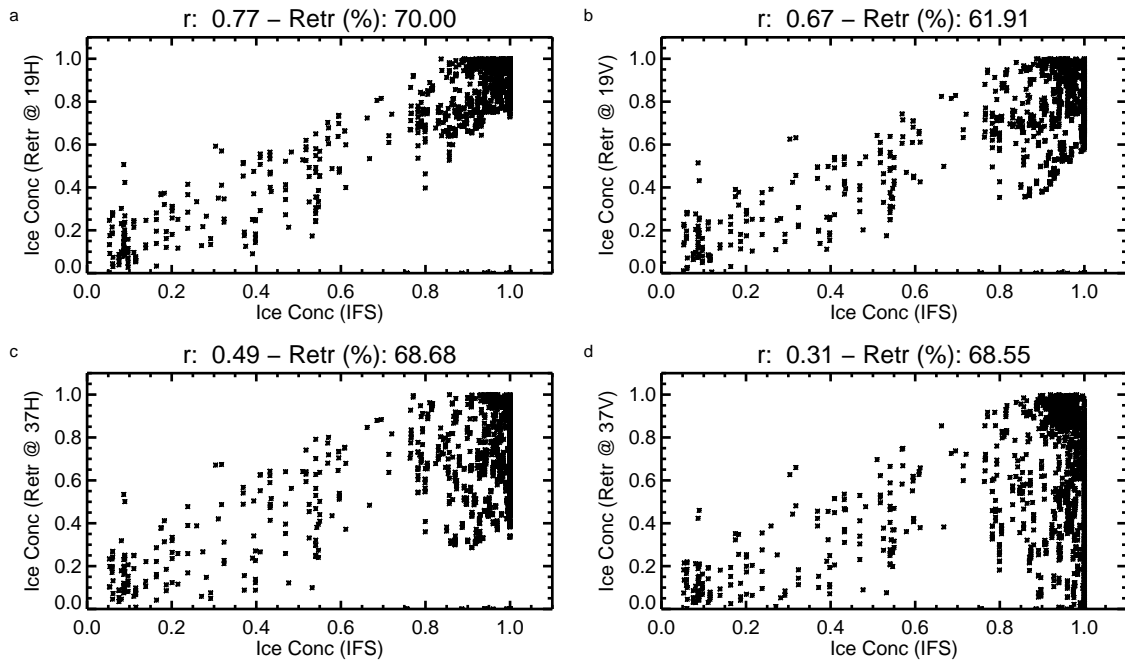 a
r: 0.77 − Retr (%): 70.00
Ice Conc (Retr @ 19H)
1.0
0.8
0.6
0.4
0.2
0.0
0.0 0.2 0.4 0.6 0.8 1.0
Ice Conc (IFS)
b
r: 0.67 − Retr (%): 61.91
Ice Conc (Retr @ 19V)
1.0
0.8
0.6
0.4
0.2
0.0
0.0 0.2 0.4 0.6 0.8 1.0
Ice Conc (IFS)
c
r: 0.49 − Retr (%): 68.68
Ice Conc (Retr @ 37H)
1.0
0.8
0.6
0.4
0.2
0.0
0.0 0.2 0.4 0.6 0.8 1.0
Ice Conc (IFS)
d
r: 0.31 − Retr (%): 68.55
Ice Conc (Retr @ 37V)
1.0
0.8
0.6
0.4
0.2
0.0
0.0 0.2 0.4 0.6 0.8 1.0
Ice Conc (IFS)